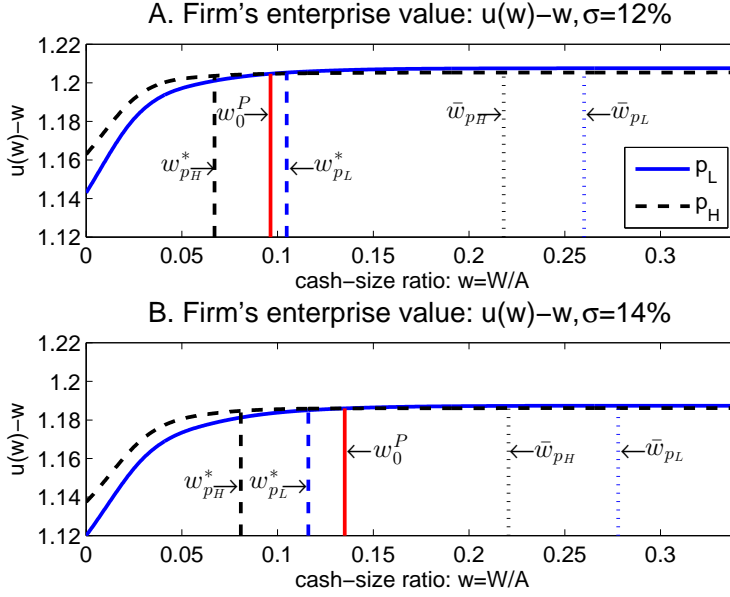 A. Firm's enterprise value: u(w)−w,σ=12%
1.22
1.2
1.18
1.16
1.14
1.12
u(w)−w
w_0^P
w*_{p_H}
w*_{p_L}
w̄_{p_H}
w̄_{p_L}
p_L
p_H
0 0.05 0.1 0.15 0.2 0.25 0.3
cash−size ratio: w=W/A
B. Firm's enterprise value: u(w)−w,σ=14%
1.22
1.2
1.18
1.16
1.14
1.12
u(w)−w
w*_{p_H}
w*_{p_L}
w_0^P
w̄_{p_H}
w̄_{p_L}
0 0.05 0.1 0.15 0.2 0.25 0.3
cash−size ratio: w=W/A